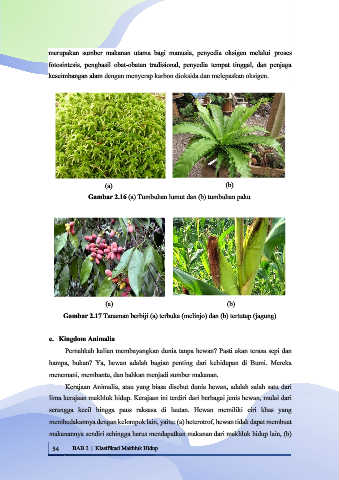 merupakan sumber makanan utama bagi manusia, penyedia oksigen melalui proses
fotosintesis, penghasil obat-obatan tradisional, penyedia tempat tinggal, dan penjaga
keseimbangan alam dengan menyerap karbon dioksida dan melepaskan oksigen.
(a) (b)
Gambar 2.16 (a) Tumbuhan lumut dan (b) tumbuhan paku
(a) (b)
Gambar 2.17 Tanaman berbiji (a) terbuka (melinjo) dan (b) tertutup (jagung)
e. Kingdom Animalia
Pernahkah kalian membayangkan dunia tanpa hewan? Pasti akan terasa sepi dan
hampa, bukan? Ya, hewan adalah bagian penting dari kehidupan di Bumi. Mereka
menemani, membantu, dan bahkan menjadi sumber makanan.
Kerajaan Animalia, atau yang biasa disebut dunia hewan, adalah salah satu dari
lima kerajaan makhluk hidup. Kerajaan ini terdiri dari berbagai jenis hewan, mulai dari
serangga kecil hingga paus raksasa di lautan. Hewan memiliki ciri khas yang
membedakannya dengan kelompok lain, yaitu: (a) heterotrof, hewan tidak dapat membuat
makanannya sendiri sehingga harus mendapatkan makanan dari makhluk hidup lain, (b)
54 BAB 2 | Klasifikasi Makhluk Hidup